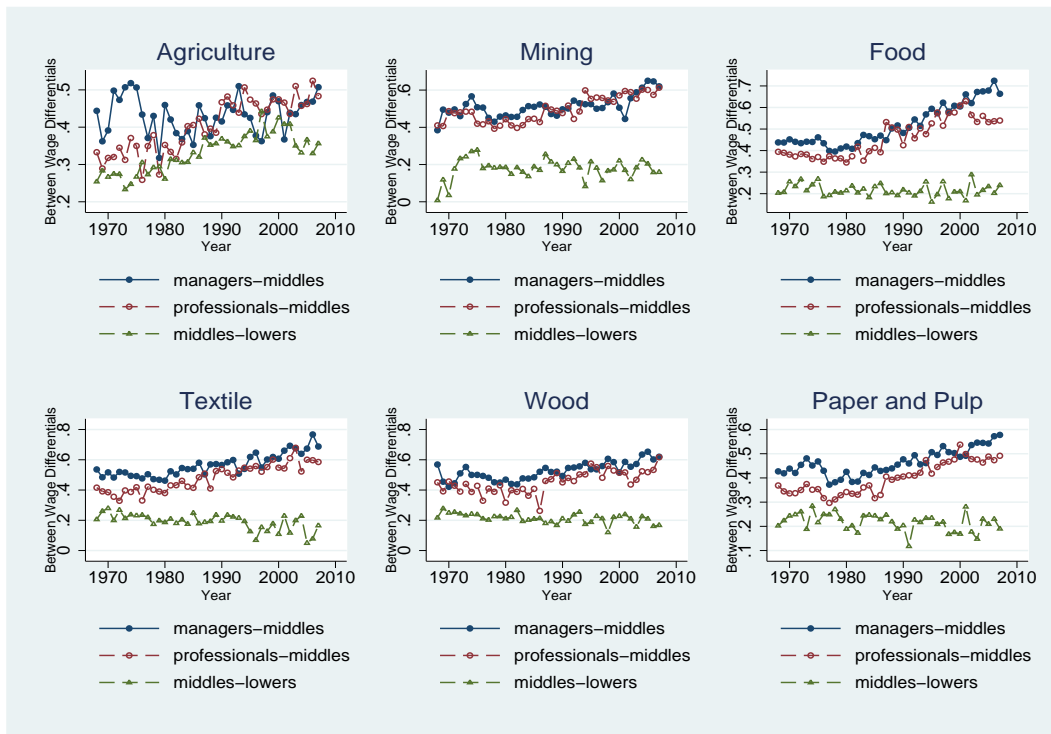 Agriculture
Between Wage Differentials
.2 .3 .4 .5
1970 1980 1990 2000 2010
Year
managers−middles
professionals−middles
middles−lowers
Mining
Between Wage Differentials
0 .2 .4 .6
1970 1980 1990 2000 2010
Year
managers−middles
professionals−middles
middles−lowers
Food
Between Wage Differentials
.2 .3 .4 .5 .6 .7
1970 1980 1990 2000 2010
Year
managers−middles
professionals−middles
middles−lowers
Textile
Between Wage Differentials
0 .2 .4 .6 .8
1970 1980 1990 2000 2010
Year
managers−middles
professionals−middles
middles−lowers
Wood
Between Wage Differentials
0 .2 .4 .6 .8
1970 1980 1990 2000 2010
Year
managers−middles
professionals−middles
middles−lowers
Paper and Pulp
Between Wage Differentials
.1 .2 .3 .4 .5 .6
1970 1980 1990 2000 2010
Year
managers−middles
professionals−middles
middles−lowers